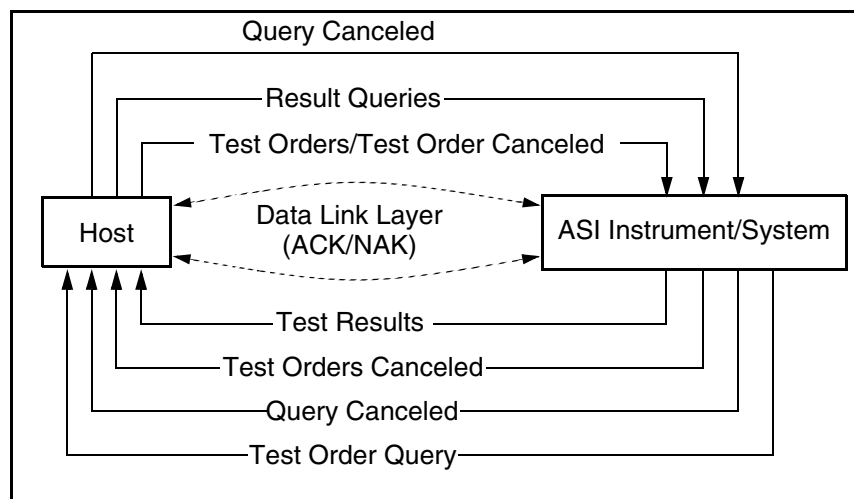 Query Canceled
Result Queries
Test Orders/Test Order Canceled
Host
Data Link Layer
(ACK/NAK)
ASI Instrument/System
Test Results
Test Orders Canceled
Query Canceled
Test Order Query